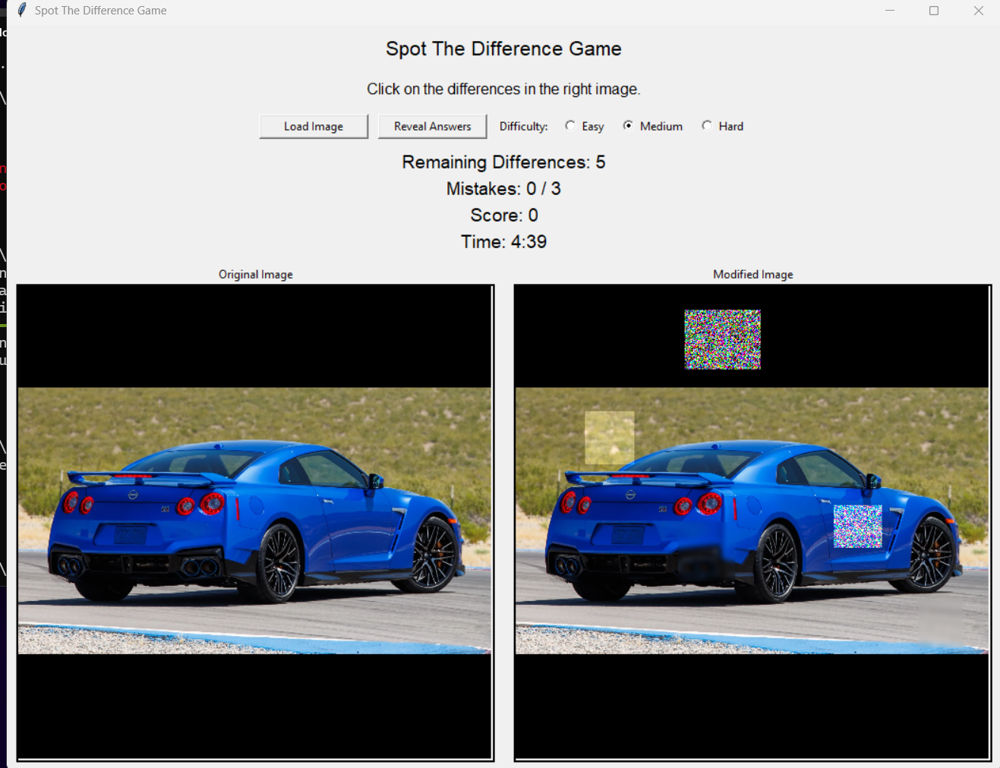 Spot The Difference Game
Spot The Difference Game
Click on the differences in the right image.
Load Image Reveal Answers Difficulty: Easy Medium Hard
Remaining Differences: 5
Mistakes: 0 / 3
Score: 0
Time: 4:39
Original Image Modified Image